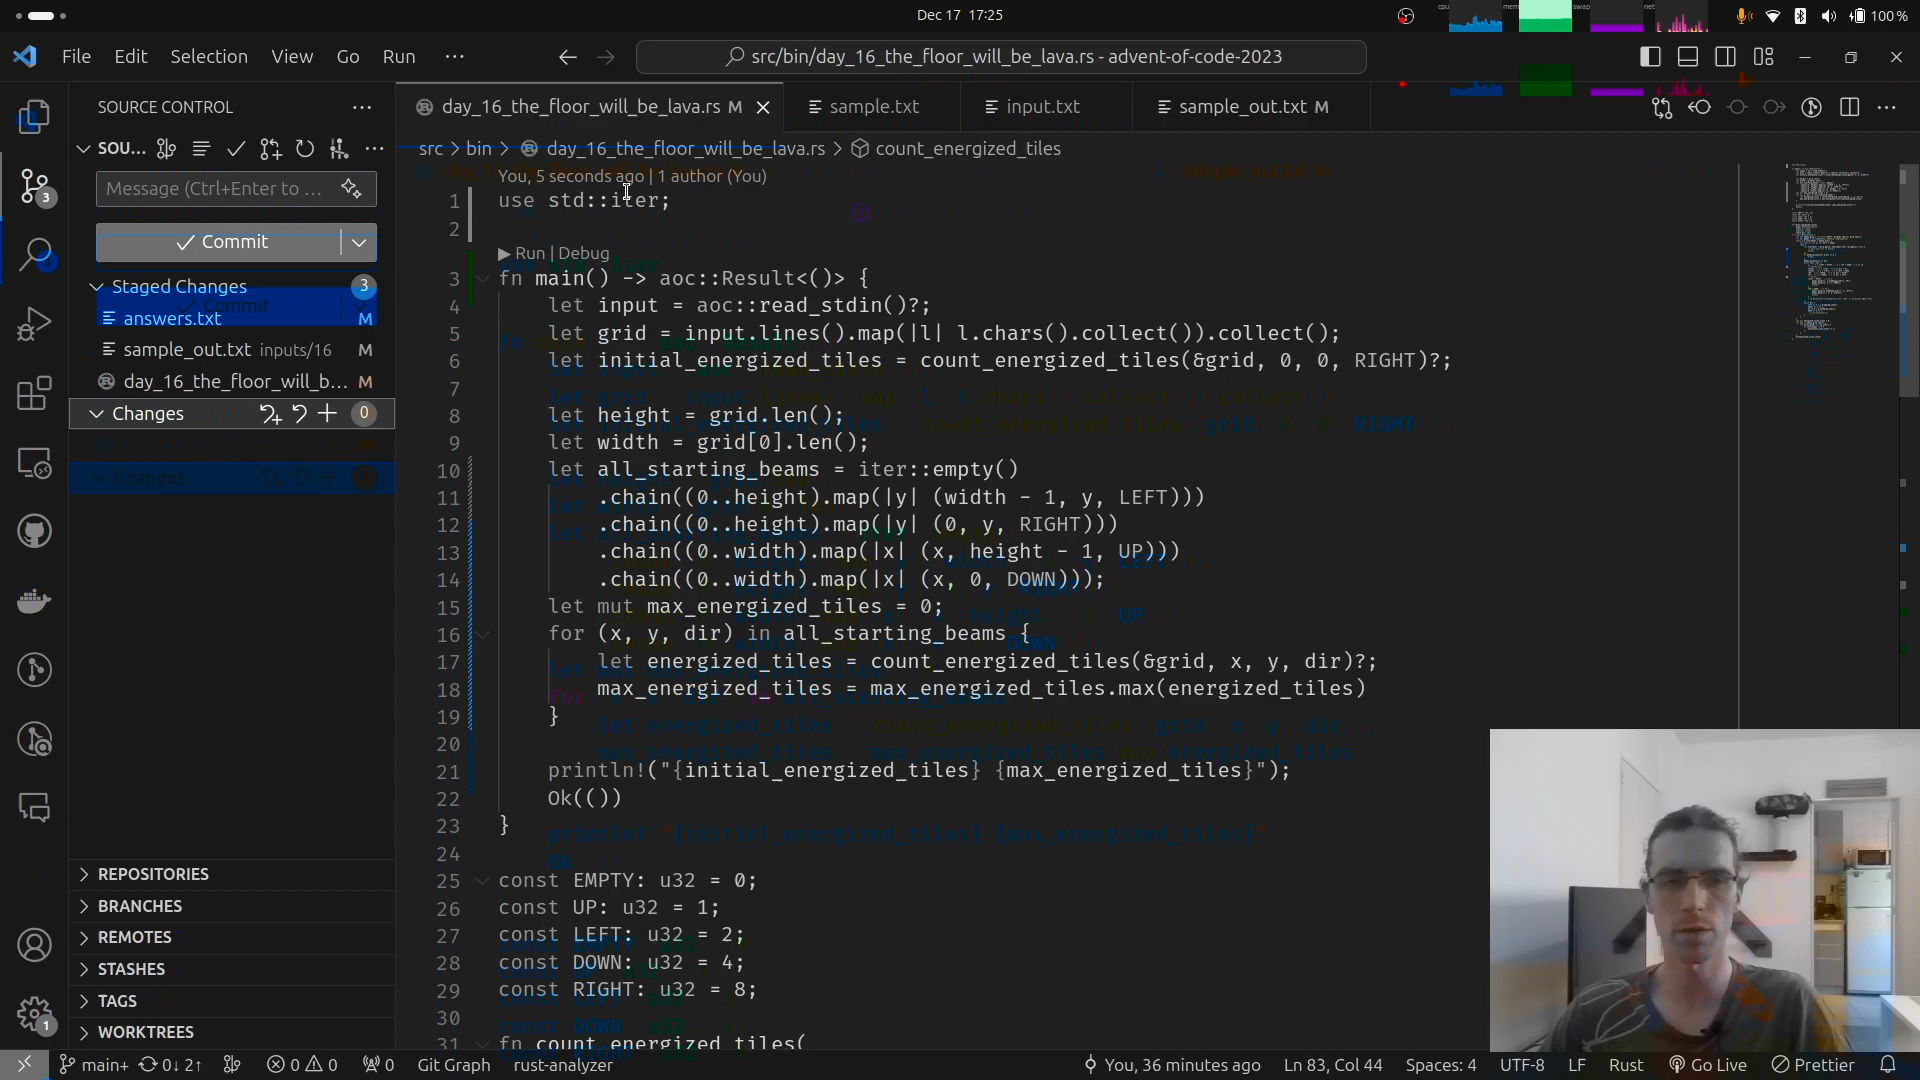 Dec 17 17:25
100 %
File Edit Selection View Go Run ···
src/bin/day_16_the_floor_will_be_lava.rs - advent-of-code-2023
SOURCE CONTROL
day_16_the_floor_will_be_lava.rs M
sample.txt
input.txt
sample_out.txt M
SOU...
src > bin > day_16_the_floor_will_be_lava.rs > count_energized_tiles
Message (Ctrl+Enter to ...
Commit
Staged Changes 3
answers.txt M
sample_out.txt inputs/16 M
day_16_the_floor_will_b... M
Changes 0
REPOSITORIES
BRANCHES
REMOTES
STASHES
TAGS
WORKTREES
3
1
You, 5 seconds ago | 1 author (You)
1 use std::iter;
2
▶ Run | Debug
3 fn main() -> aoc::Result<()> {
4 let input = aoc::read_stdin()?;
5 let grid = input.lines().map(|l| l.chars().collect()).collect();
6 let initial_energized_tiles = count_energized_tiles(&grid, 0, 0, RIGHT)?;
7
8 let height = grid.len();
9 let width = grid[0].len();
10 let all_starting_beams = iter::empty()
11 .chain((0..height).map(|y| (width - 1, y, LEFT)))
12 .chain((0..height).map(|y| (0, y, RIGHT)))
13 .chain((0..width).map(|x| (x, height - 1, UP)))
14 .chain((0..width).map(|x| (x, 0, DOWN)));
15 let mut max_energized_tiles = 0;
16 for (x, y, dir) in all_starting_beams {
17 let energized_tiles = count_energized_tiles(&grid, x, y, dir)?;
18 max_energized_tiles = max_energized_tiles.max(energized_tiles)
19 }
20
21 println!("{initial_energized_tiles} {max_energized_tiles}");
22 Ok(())
23 }
24
25 const EMPTY: u32 = 0;
26 const UP: u32 = 1;
27 const LEFT: u32 = 2;
28 const DOWN: u32 = 4;
29 const RIGHT: u32 = 8;
30
31 fn count_energized_tiles(
main+ 0↓ 2↑ 0 0 0 Git Graph rust-analyzer You, 36 minutes ago Ln 83, Col 44 Spaces: 4 UTF-8 LF Rust Go Live Prettier